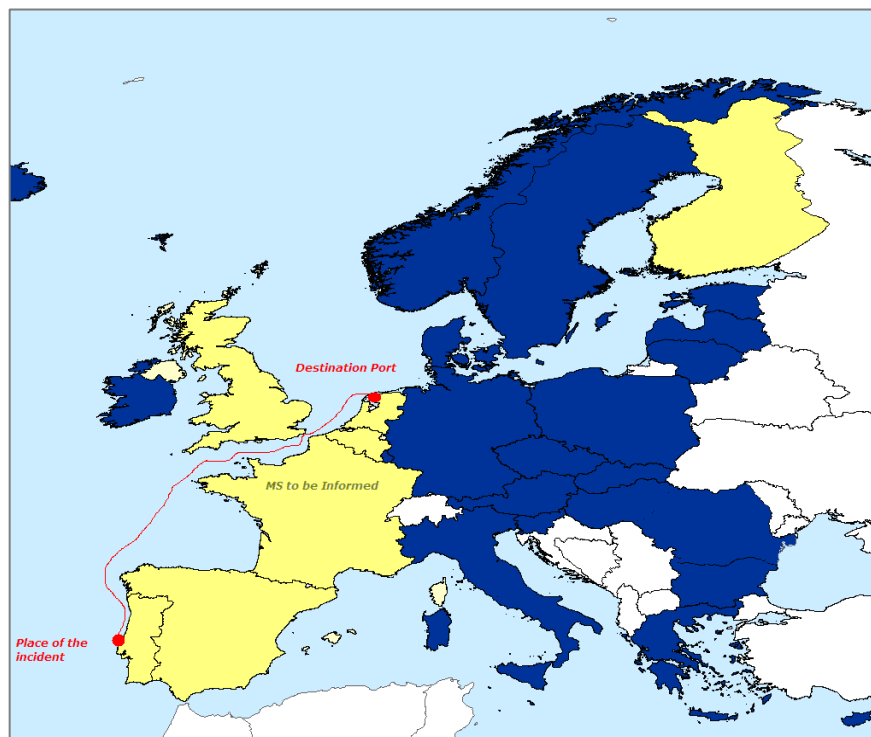 Destination Port
MS to be Informed
Place of the
incident